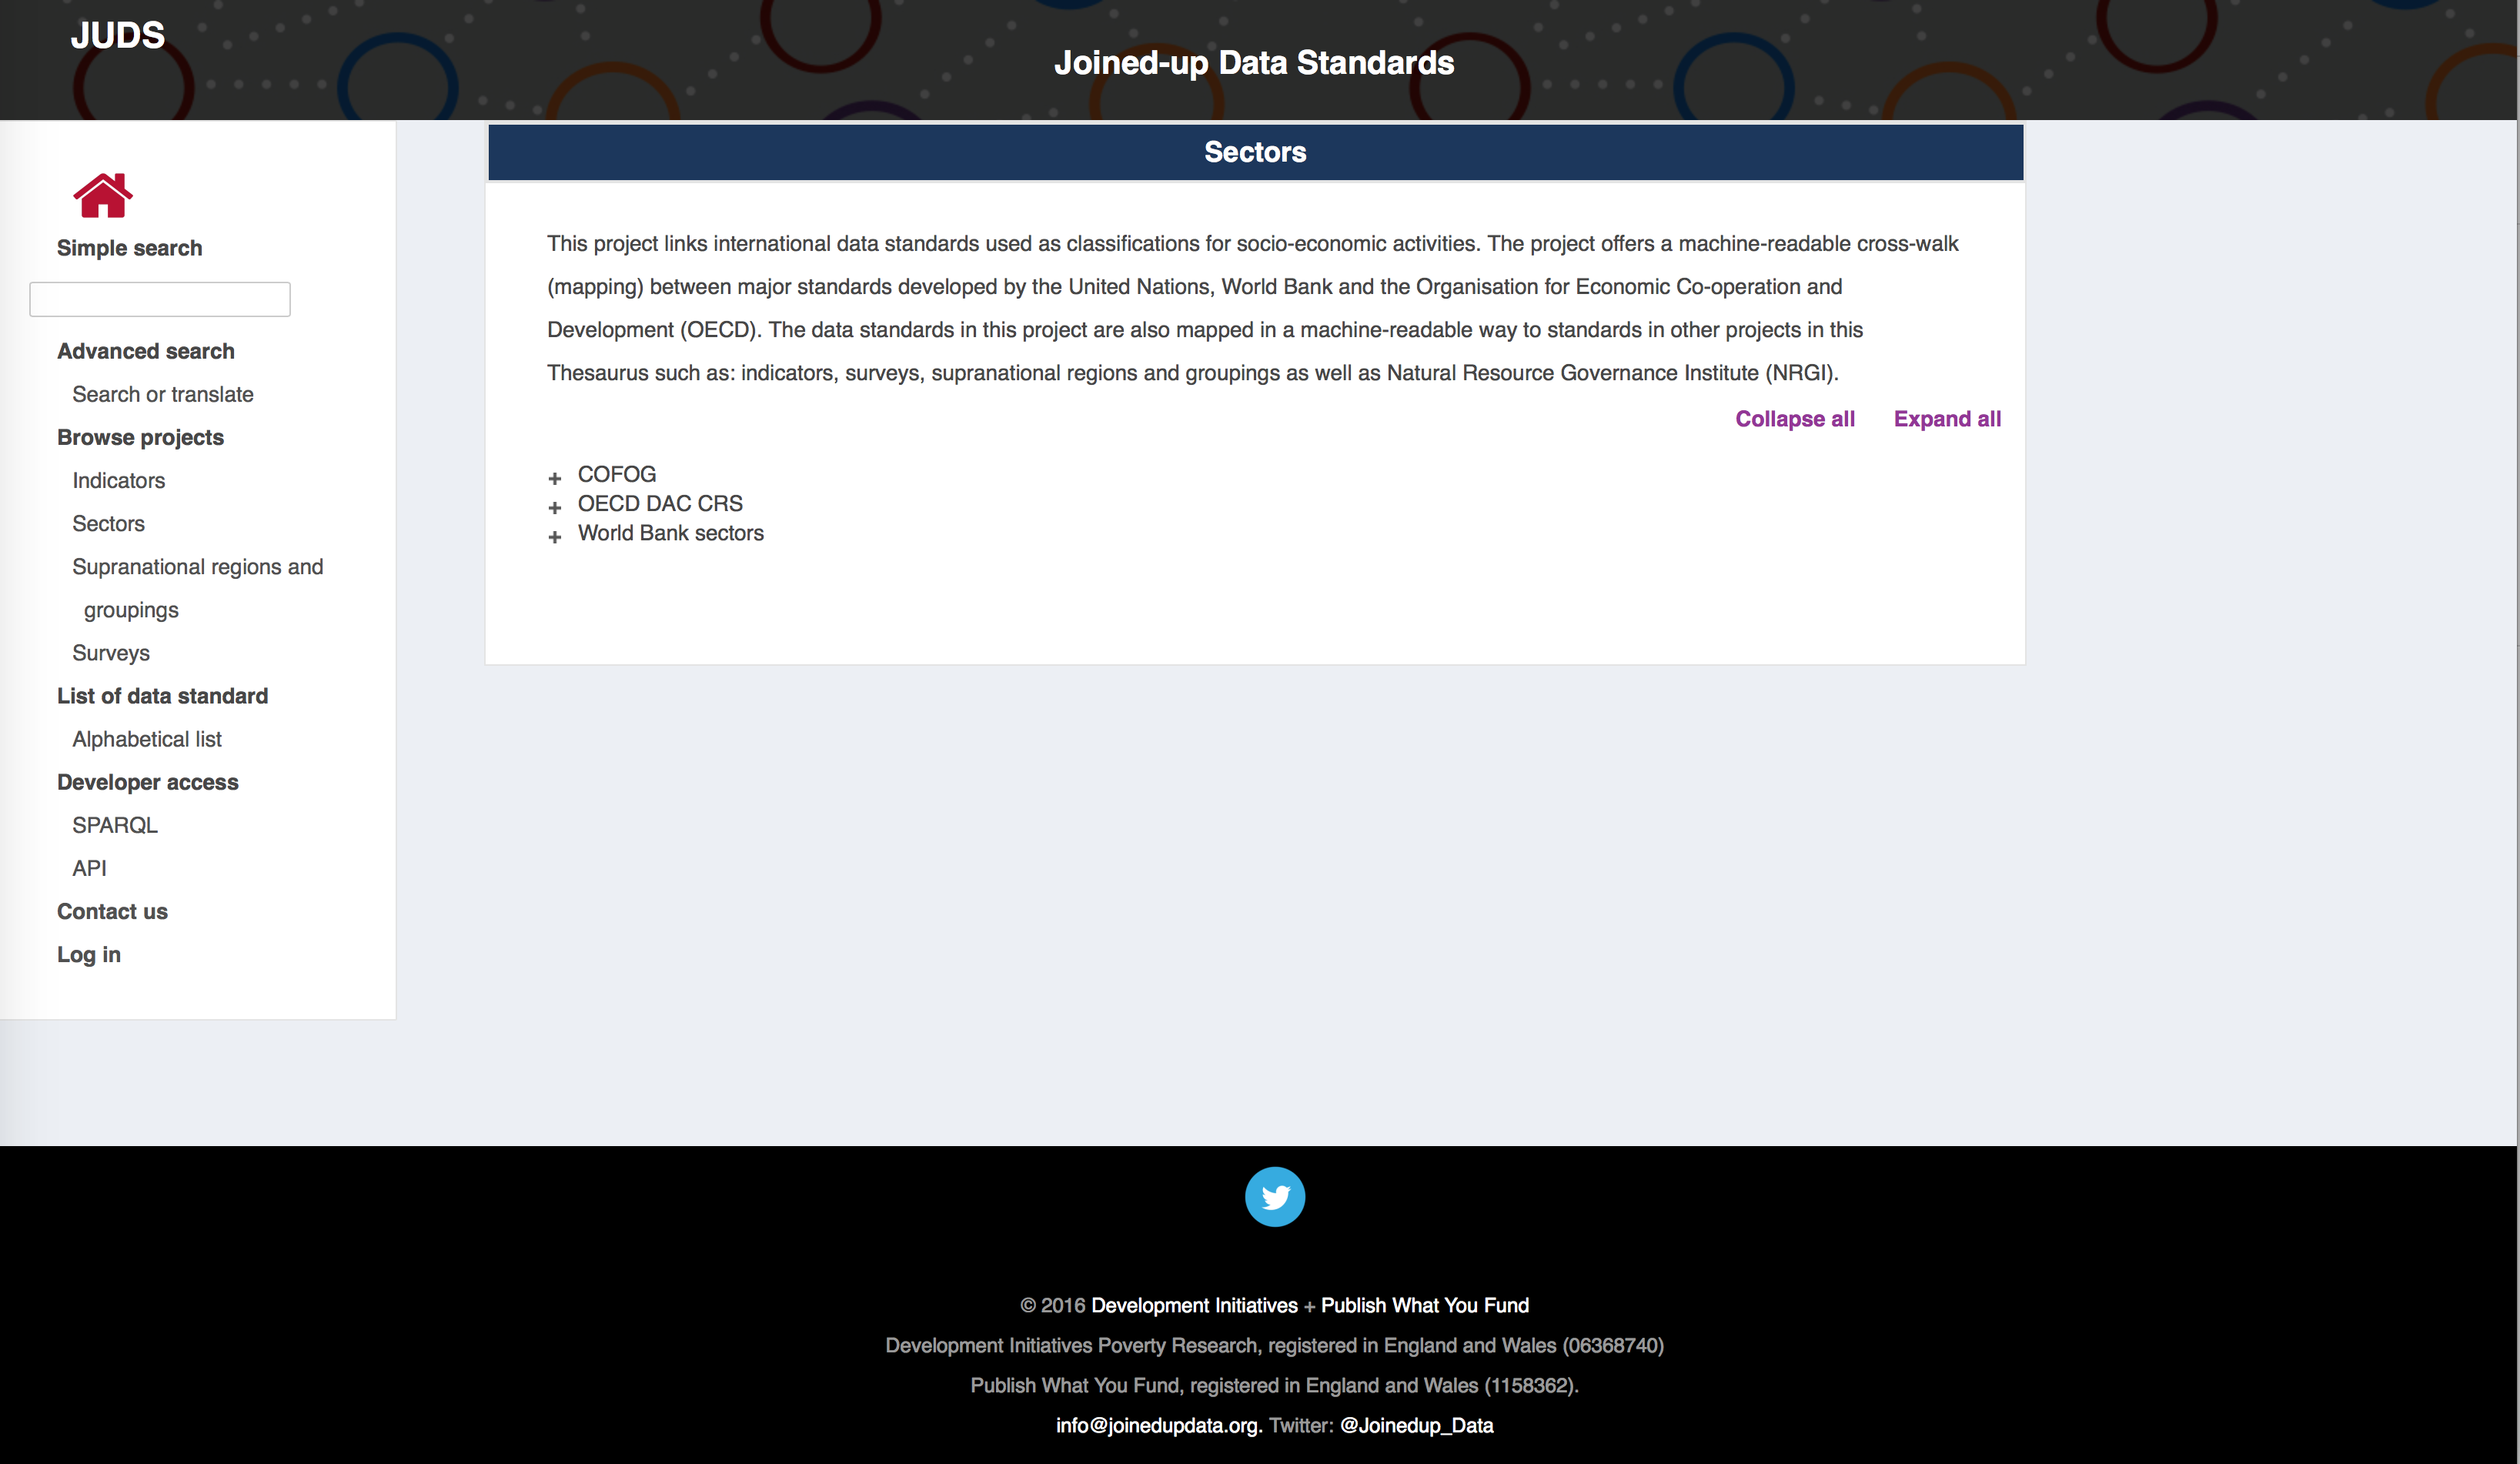 JUDS
Joined-up Data Standards
Simple search
Advanced search
Search or translate
Browse projects
Indicators
Sectors
Supranational regions and
groupings
Surveys
List of data standard
Alphabetical list
Developer access
SPARQL
API
Contact us
Log in
Sectors
This project links international data standards used as classifications for socio-economic activities. The project offers a machine-readable cross-walk
(mapping) between major standards developed by the United Nations, World Bank and the Organisation for Economic Co-operation and
Development (OECD). The data standards in this project are also mapped in a machine-readable way to standards in other projects in this
Thesaurus such as: indicators, surveys, supranational regions and groupings as well as Natural Resource Governance Institute (NRGI).
Collapse all Expand all
+ COFOG
+ OECD DAC CRS
+ World Bank sectors
© 2016 Development Initiatives + Publish What You Fund
Development Initiatives Poverty Research, registered in England and Wales (06368740)
Publish What You Fund, registered in England and Wales (1158362).
info@joinedupdata.org. Twitter: @Joinedup_Data